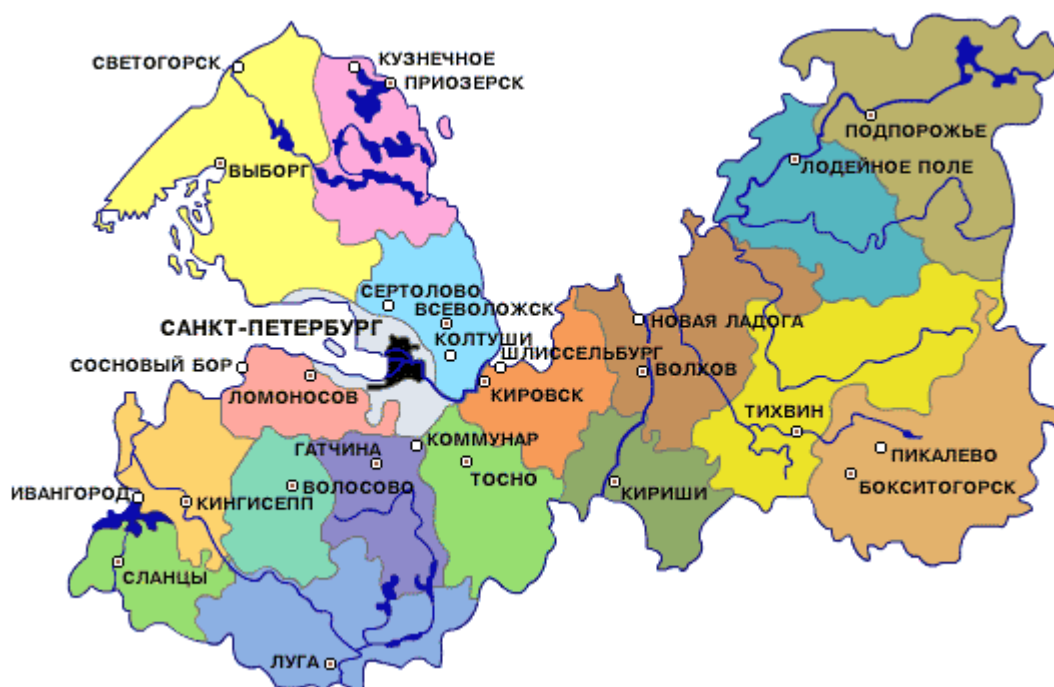 СВЕТОГОРСК
КУЗНЕЧНОЕ
ПРИОЗЕРСК
ПОДПОРОЖЬЕ
ВЫБОРГ
ЛОДЕЙНОЕ ПОЛЕ
СЕРТОЛОВО
ВСЕВОЛОЖСК
САНКТ-ПЕТЕРБУРГ
НОВАЯ ЛАДОГА
КОЛТУШИ
ШЛИССЕЛЬБУРГ
СОСНОВЫЙ БОР
ВОЛХОВ
ЛОМОНОСОВ
КИРОВСК
ТИХВИН
КОММУНАР
ГАТЧИНА
ПИКАЛЕВО
ТОСНО
ВОЛОСОВО
КИРИШИ
БОКСИТОГОРСК
ИВАНГОРОД
КИНГИСЕПП
СЛАНЦЫ
ЛУГА